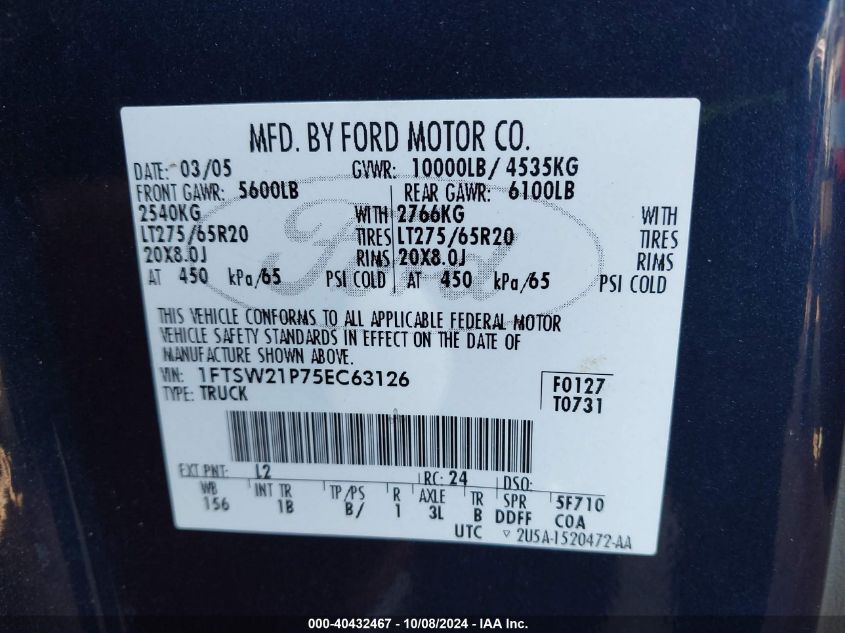 MFD. BY FORD MOTOR CO.
DATE: 03/05 GVWR: 10000LB/ 4535KG
FRONT GAWR: 5600LB REAR GAWR: 6100LB
2540KG WITH 2766KG WITH
LT275/65R20 TIRES LT275/65R20 TIRES
20X8.0J RIMS 20X8.0J RIMS
AT 450 kPa/65 PSI COLD AT 450 kPa/65 PSI COLD
Ford
THIS VEHICLE CONFORMS TO ALL APPLICABLE FEDERAL MOTOR
VEHICLE SAFETY STANDARDS IN EFFECT ON THE DATE OF
MANUFACTURE SHOWN ABOVE.
VIN: 1FTSW21P75EC63126 F0127
TYPE: TRUCK T0731
EXT PNT: L2 RC: 24 DSO:
WB INT TR TP/PS R AXLE TR SPR 5F710
156 1B B/ 1 3L B DDFF COA
UTC ▽ 2U5A-1520472-AA
000-40432467 - 10/08/2024 - IAA Inc.